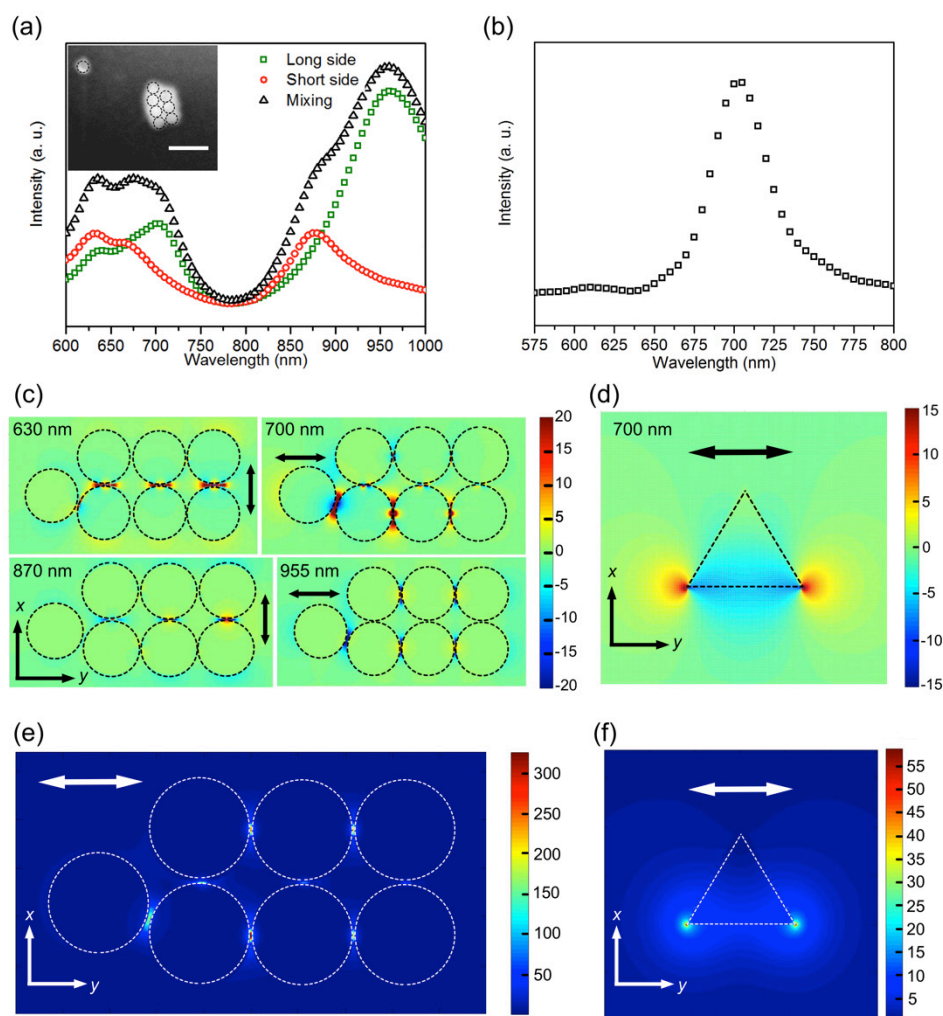 (a)
Intensity (a. u.)
Long side
Short side
Mixing
600 650 700 750 800 850 900 950 1000
Wavelength (nm)
(b)
Intensity (a. u.)
575 600 625 650 675 700 725 750 775 800
Wavelength (nm)
(c)
630 nm
700 nm
870 nm
955 nm
x
y
20
15
10
5
0
-5
-10
-15
-20
(d)
700 nm
x
y
15
10
5
0
-5
-10
-15
(e)
x
y
300
250
200
150
100
50
(f)
x
y
55
50
45
40
35
30
25
20
15
10
5